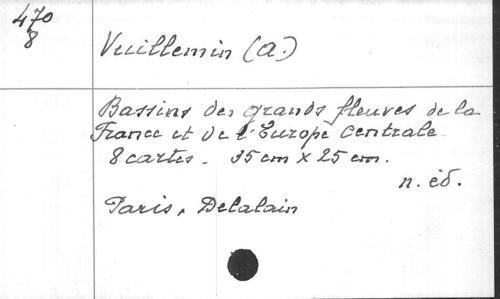 470
8
Vuillemin (A.)
Bassins des grands fleuves de la
France et de l'Europe Centrale.
8 cartes. 35 cm x 25 cm.
n. éd.
Paris, Delalain